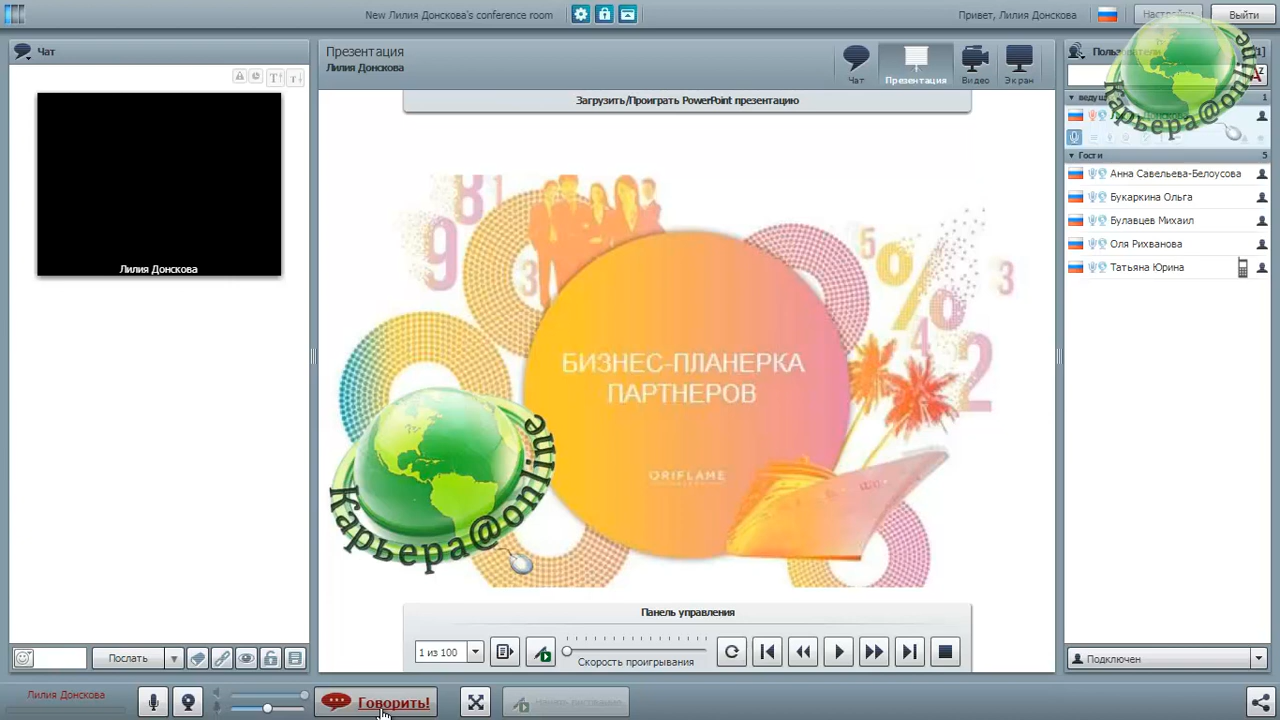 New Лилия Донскова's conference room
Привет, Лилия Донскова
Настройки
Выйти
Чат
Лилия Донскова
Послать
Презентация
Лилия Донскова
Чат
Презентация
Видео
Экран
Загрузить/Проиграть PowerPoint презентацию
БИЗНЕС-ПЛАНЕРКА
ПАРТНЕРОВ
ORIFLAME
Карьера@online
Панель управления
1 из 100
Скорость проигрывания
[1]
Карьера@online
1
Гости
5
Анна Савельева-Белоусова
Букаркина Ольга
Булавцев Михаил
Оля Рихванова
Татьяна Юрина
Подключен
Лилия Донскова
Говорить!